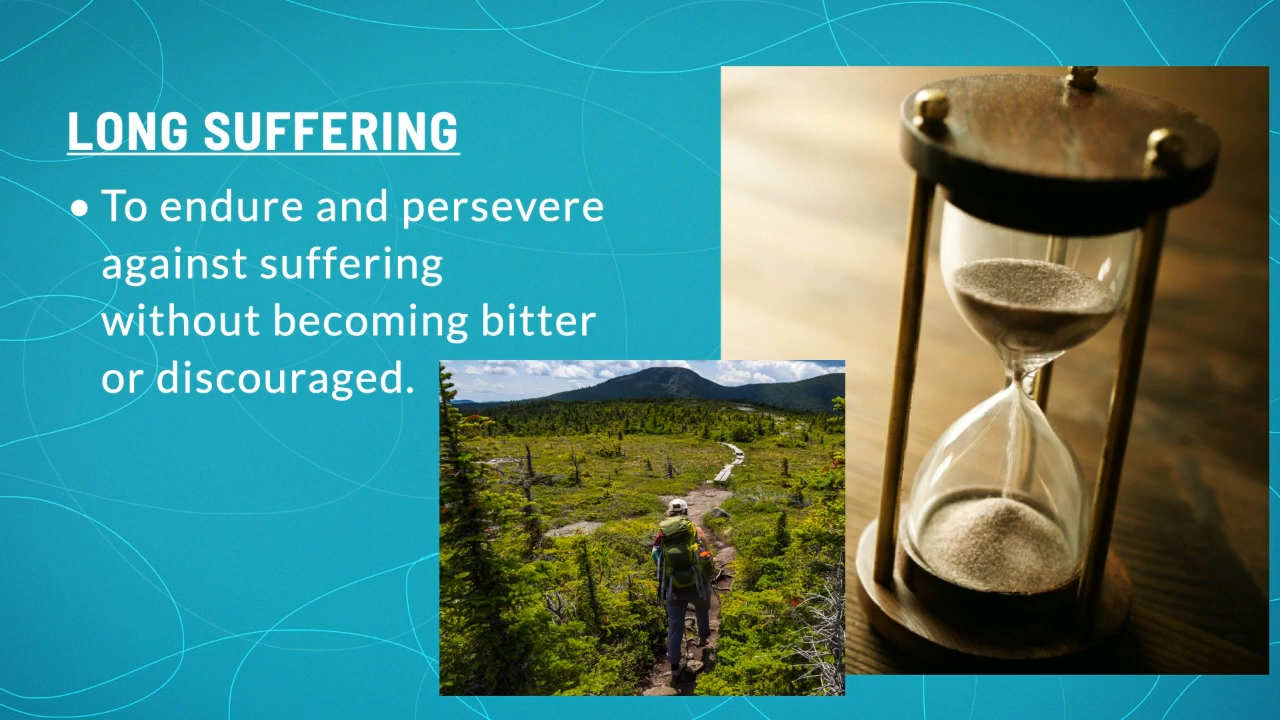 LONG SUFFERING
• To endure and persevere
against suffering
without becoming bitter
or discouraged.